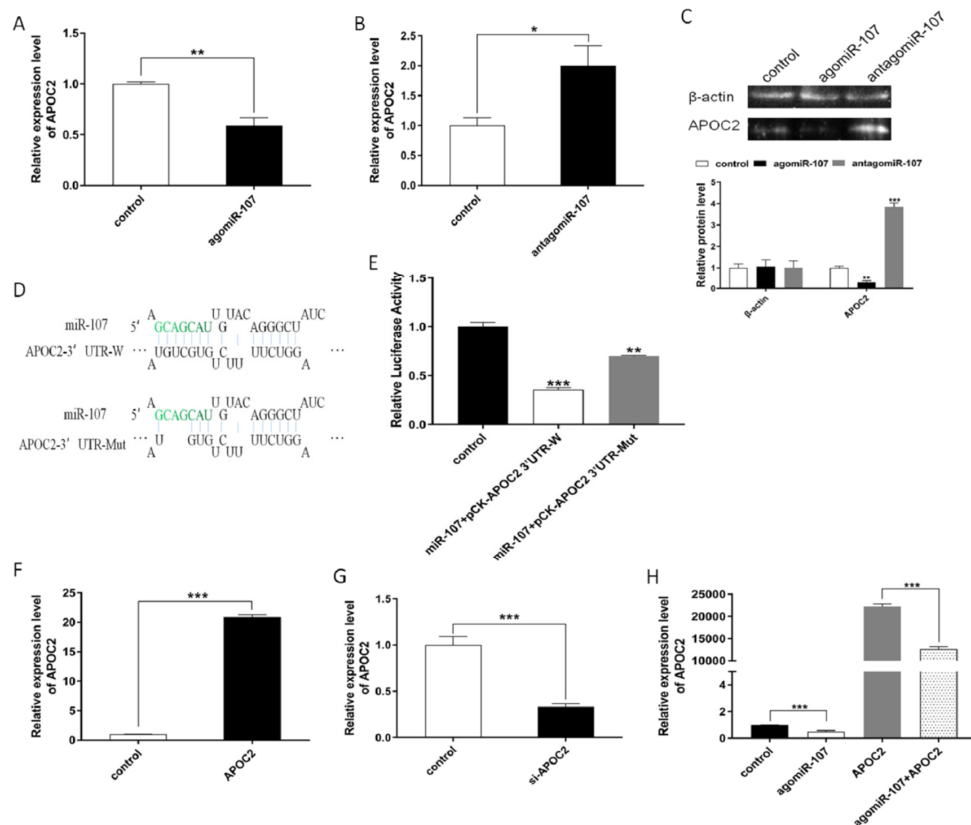 A
Relative expression level
of APOC2
1.5
1.0
0.5
0.0
**
control
agomiR-107
B
Relative expression level
of APOC2
2.5
2.0
1.5
1.0
0.5
0.0
*
control
antagomiR-107
C
control
agomiR-107
antagomiR-107
β-actin
APOC2
control agomiR-107 antagomiR-107
Relative protein level
5
4
3
2
1
0
**
***
β-actin
APOC2
D
A U UAC AUC
miR-107 5' GCAGCAU G AGGGCU
APOC2-3' UTR-W ... UGUCGUG C UUCUGG ...
A U UU A
A U UAC AUC
miR-107 5' GCAGCAU G AGGGCU
APOC2-3' UTR-Mut ... U GUG C UUCUGG ...
A U UU A
E
Relative Luciferase Activity
1.5
1.0
0.5
0.0
***
**
control
miR-107+pCK-APOC2 3'UTR-W
miR-107+pCK-APOC2 3'UTR-Mut
F
Relative expression level
of APOC2
25
20
15
10
5
0
***
control
APOC2
G
Relative expression level
of APOC2
1.5
1.0
0.5
0.0
***
control
si-APOC2
H
Relative expression level
of APOC2
25000
20000
15000
10000
4
2
0
***
***
control
agomiR-107
APOC2
agomiR-107+APOC2